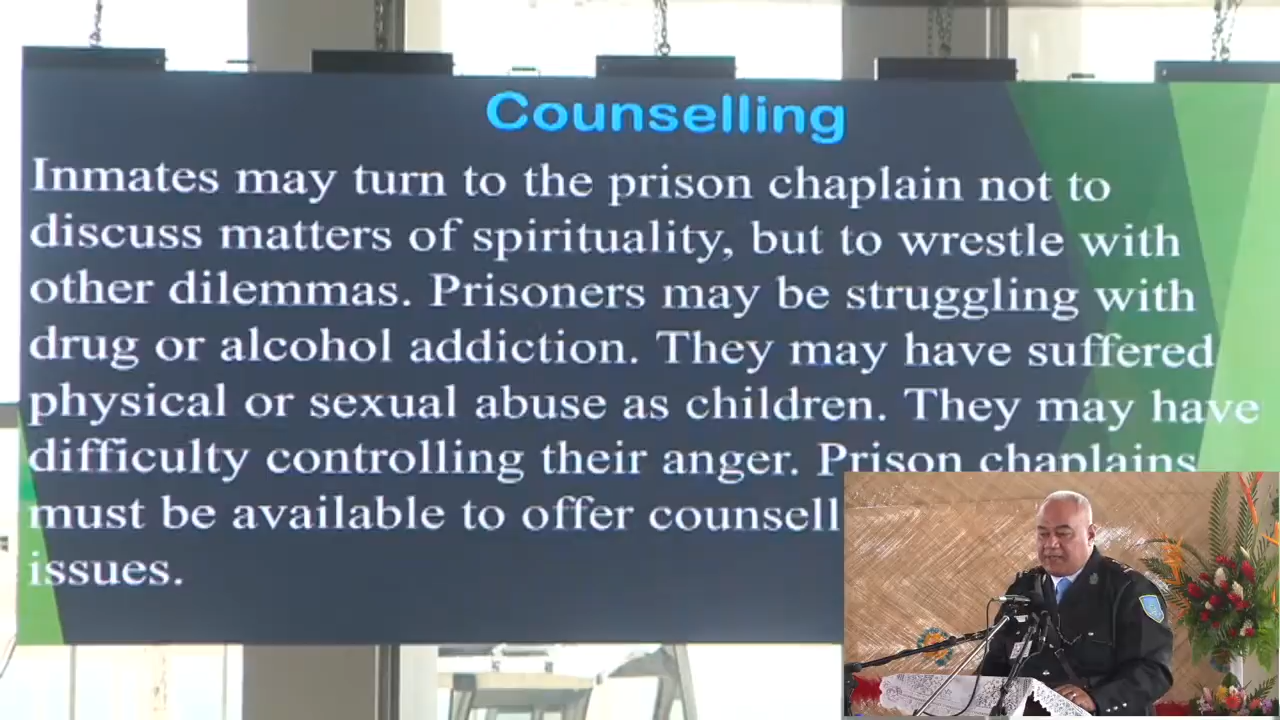 Counselling
Inmates may turn to the prison chaplain not to
discuss matters of spirituality, but to wrestle with
other dilemmas. Prisoners may be struggling with
drug or alcohol addiction. They may have suffered
physical or sexual abuse as children. They may have
difficulty controlling their anger. Prison chaplains
must be available to offer counsell
issues.